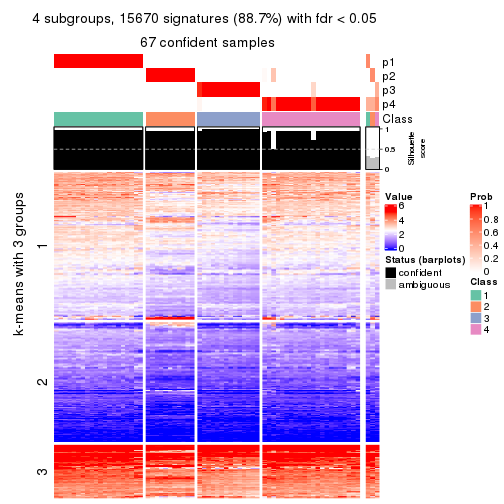 4 subgroups, 15670 signatures (88.7%) with fdr < 0.05
67 confident samples
p1
p2
p3
p4
Class
1
0.5
0
Silhouette
score
k-means with 3 groups
1
2
3
Value
6
4
2
0
Status (barplots)
confident
ambiguous
Prob
1
0.8
0.6
0.4
0.2
0
Class
1
2
3
4